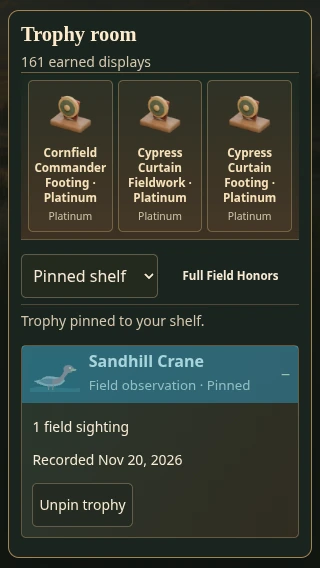 Trophy room
161 earned displays
Cornfield
Commander
Footing ·
Platinum
Platinum
Cypress
Curtain
Fieldwork ·
Platinum
Platinum
Cypress
Curtain
Footing ·
Platinum
Platinum
Pinned shelf
Full Field Honors
Trophy pinned to your shelf.
Sandhill Crane
Field observation · Pinned
–
1 field sighting
Recorded Nov 20, 2026
Unpin trophy